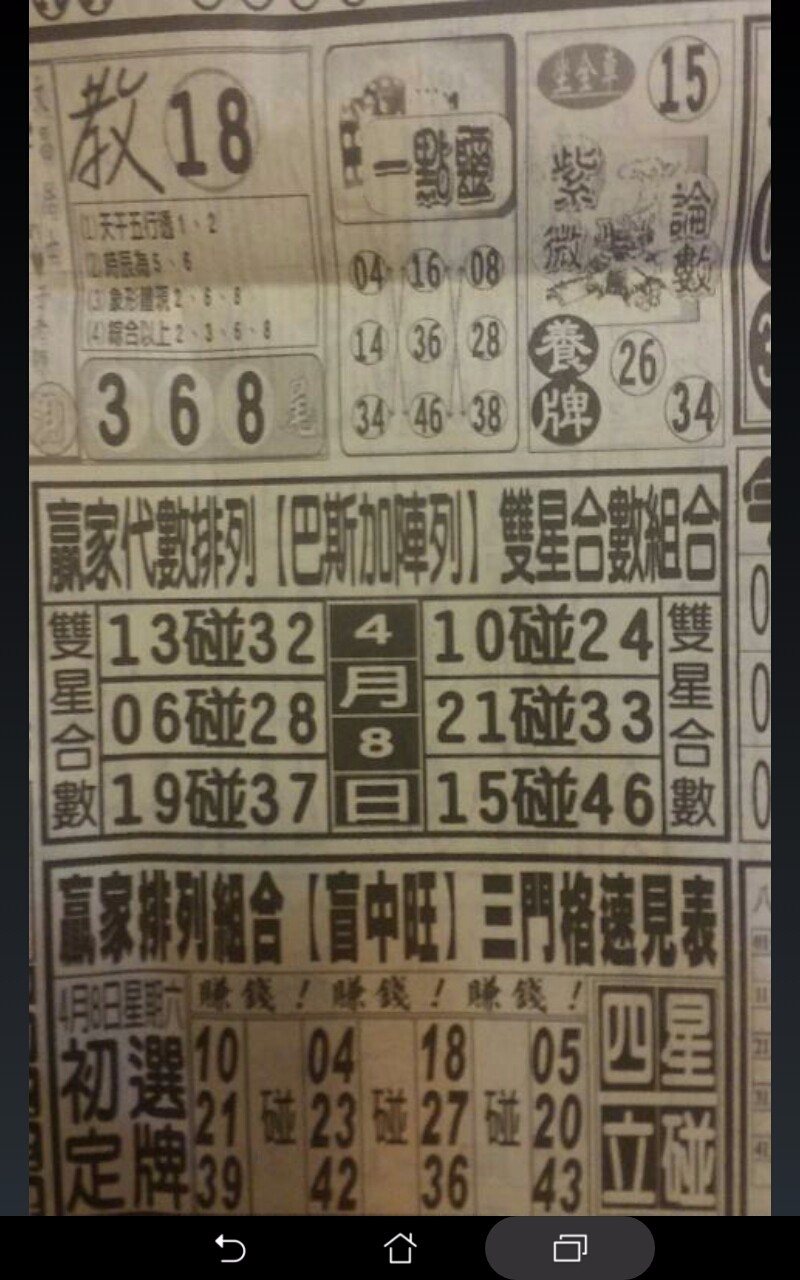 教 18
(1)天干五行透1、2
(2)時辰為5、6
(3)象形體現2、6、8
(4)綜合以上2、3、6、8
3 6 8 尾
一點靈
04 16 08
14 36 28
34 46 38
坐全車 15
紫微論數
養牌 26 34
贏家代數排列【巴斯加陣列】雙星合數組合
雙星合數
13碰32
06碰28
19碰37
4月8日
10碰24
21碰33
15碰46
雙星合數
贏家排列組合【盲中旺】三門格速見表
4月8日星期六
初選定牌
賺錢!賺錢!賺錢!
10 04 18 05
21 碰 23 碰 27 碰 20
39 42 36 43
四星
立碰